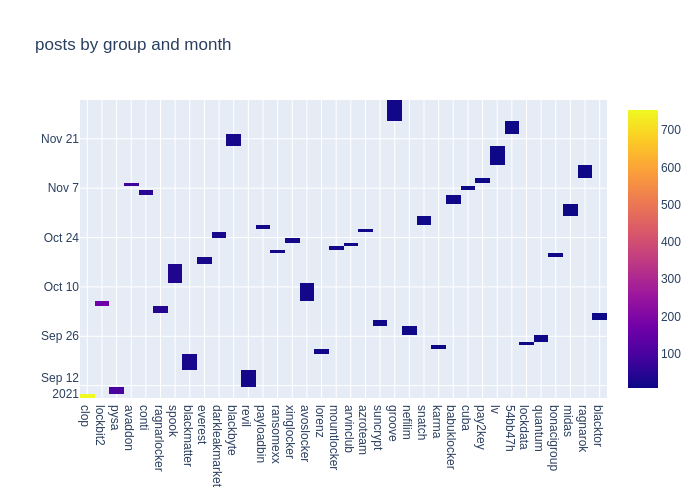 posts by group and month
Nov 21
Nov 7
Oct 24
Oct 10
Sep 26
Sep 12
2021
700
600
500
400
300
200
100
clop
lockbit2
pysa
avaddon
conti
ragnarlocker
spook
blackmatter
everest
darkleakmarket
blackbyte
revil
payloadbin
ransomexx
xinglocker
avoslocker
lorenz
mountlocker
arvinclub
azroteam
suncrypt
groove
nefilim
snatch
karma
babuklocker
cuba
pay2key
lv
54bb47h
lockdata
quantum
bonacigroup
midas
ragnarok
blacktor